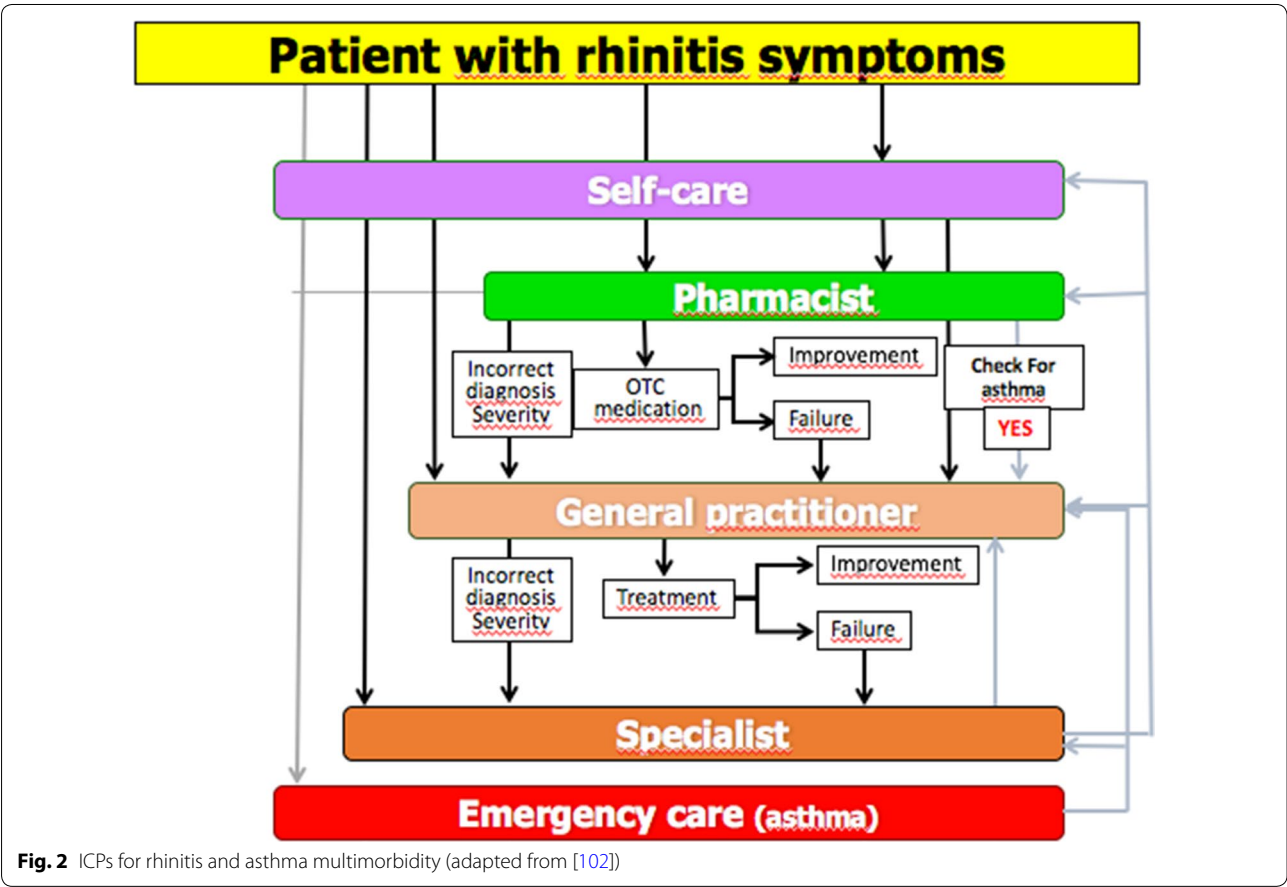 Patient with rhinitis symptoms
Self-care
Pharmacist
Incorrect
diagnosis
Severity
OTC
medication
Improvement
Failure
Check For
asthma
YES
General practitioner
Incorrect
diagnosis
Severity
Treatment
Improvement
Failure
Specialist
Emergency care (asthma)
Fig. 2 ICPs for rhinitis and asthma multimorbidity (adapted from [102])